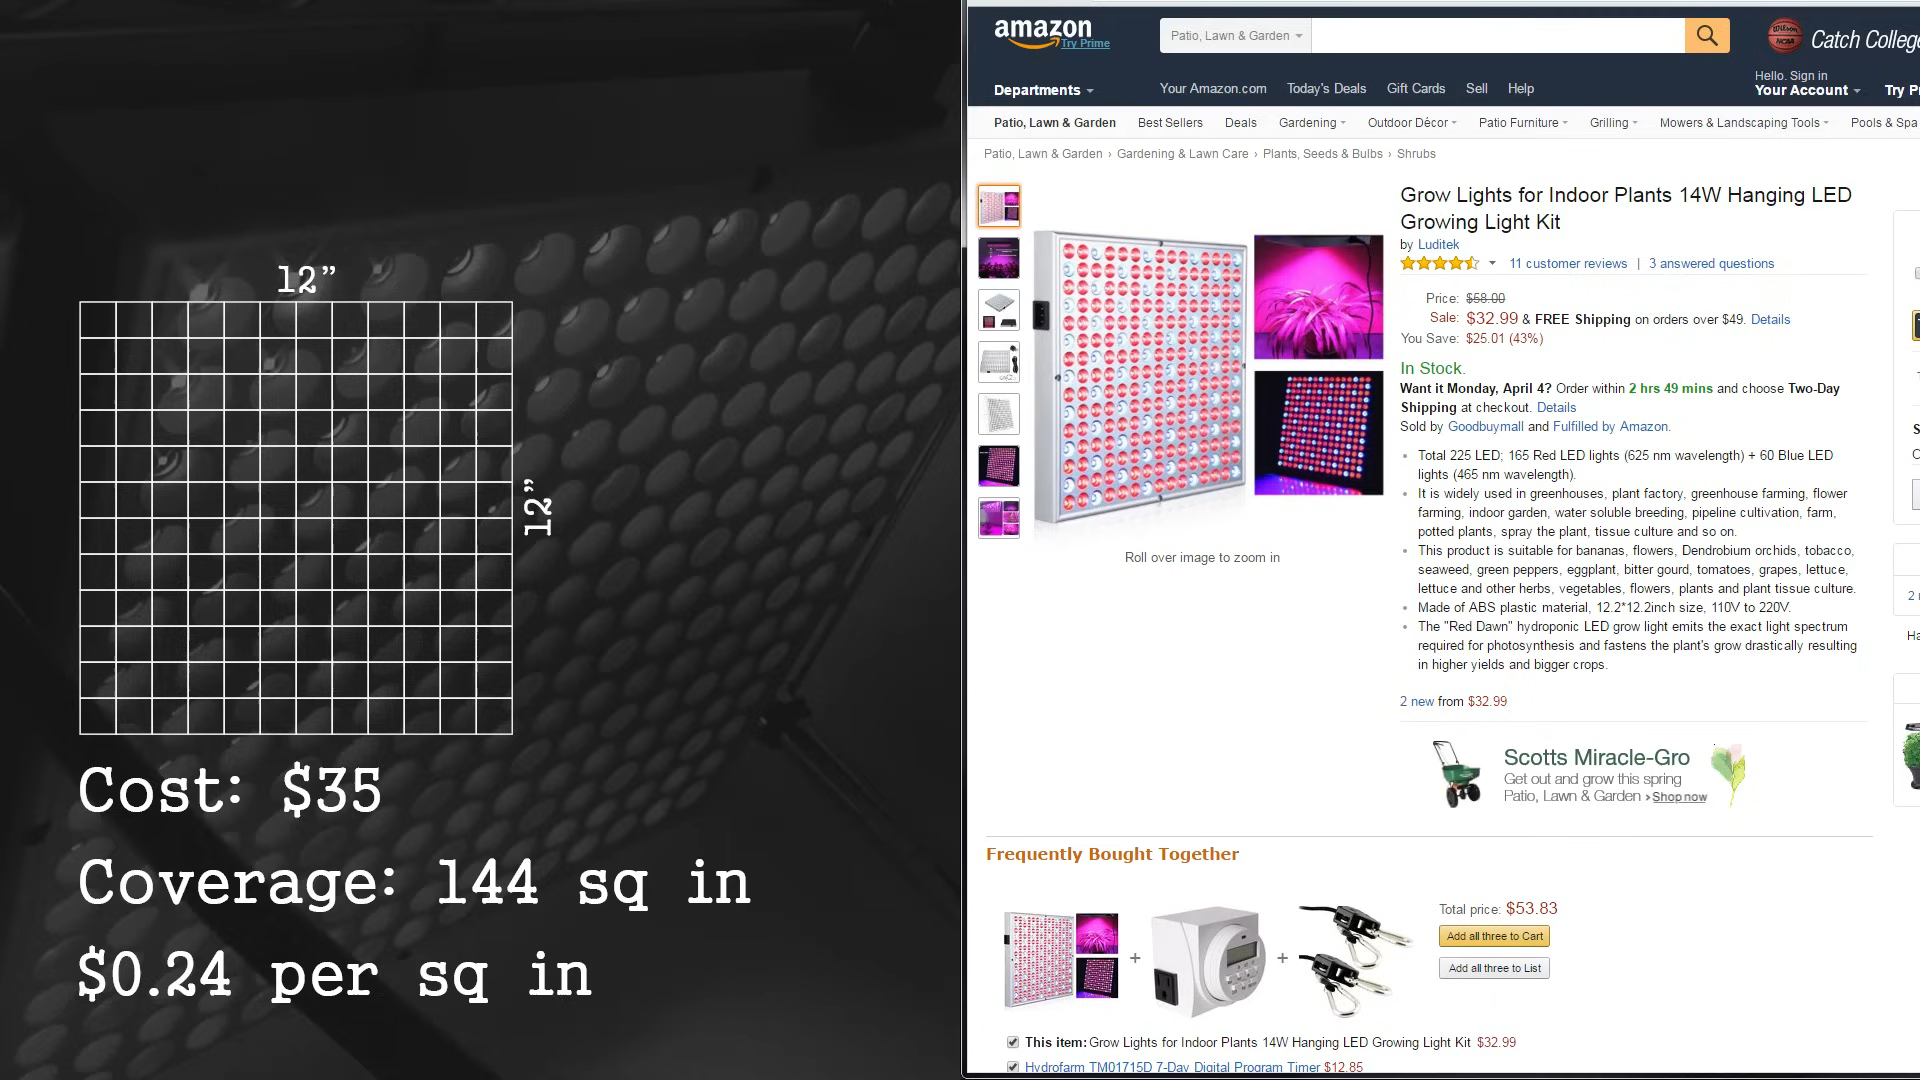 12”
12”
Cost: $35
Coverage: 144 sq in
$0.24 per sq in
amazon
Try Prime
Patio, Lawn & Garden
Wilson
NCAA
Catch College
Departments
Your Amazon.com Today's Deals Gift Cards Sell Help
Hello. Sign in
Your Account
Patio, Lawn & Garden Best Sellers Deals Gardening Outdoor Décor Patio Furniture Grilling Mowers & Landscaping Tools Pools & Spa
Patio, Lawn & Garden › Gardening & Lawn Care › Plants, Seeds & Bulbs › Shrubs
Grow Lights for Indoor Plants 14W Hanging LED
Growing Light Kit
by Luditek
11 customer reviews | 3 answered questions
Price: $58.00
Sale: $32.99 & FREE Shipping on orders over $49. Details
You Save: $25.01 (43%)
In Stock.
Want it Monday, April 4? Order within 2 hrs 49 mins and choose Two-Day
Shipping at checkout. Details
Sold by Goodbuymall and Fulfilled by Amazon.
Total 225 LED; 165 Red LED lights (625 nm wavelength) + 60 Blue LED
lights (465 nm wavelength).
It is widely used in greenhouses, plant factory, greenhouse farming, flower
farming, indoor garden, water soluble breeding, pipeline cultivation, farm,
potted plants, spray the plant, tissue culture and so on.
This product is suitable for bananas, flowers, Dendrobium orchids, tobacco,
seaweed, green peppers, eggplant, bitter gourd, tomatoes, grapes, lettuce,
lettuce and other herbs, vegetables, flowers, plants and plant tissue culture.
Made of ABS plastic material, 12.2*12.2inch size, 110V to 220V.
The "Red Dawn" hydroponic LED grow light emits the exact light spectrum
required for photosynthesis and fastens the plant's grow drastically resulting
in higher yields and bigger crops.
Roll over image to zoom in
2 new from $32.99
Scotts Miracle-Gro
Get out and grow this spring
Patio, Lawn & Garden › Shop now
Frequently Bought Together
+ +
Total price: $53.83
Add all three to Cart
Add all three to List
This item: Grow Lights for Indoor Plants 14W Hanging LED Growing Light Kit $32.99
Hydrofarm TM01715D 7-Day Digital Program Timer $12.85